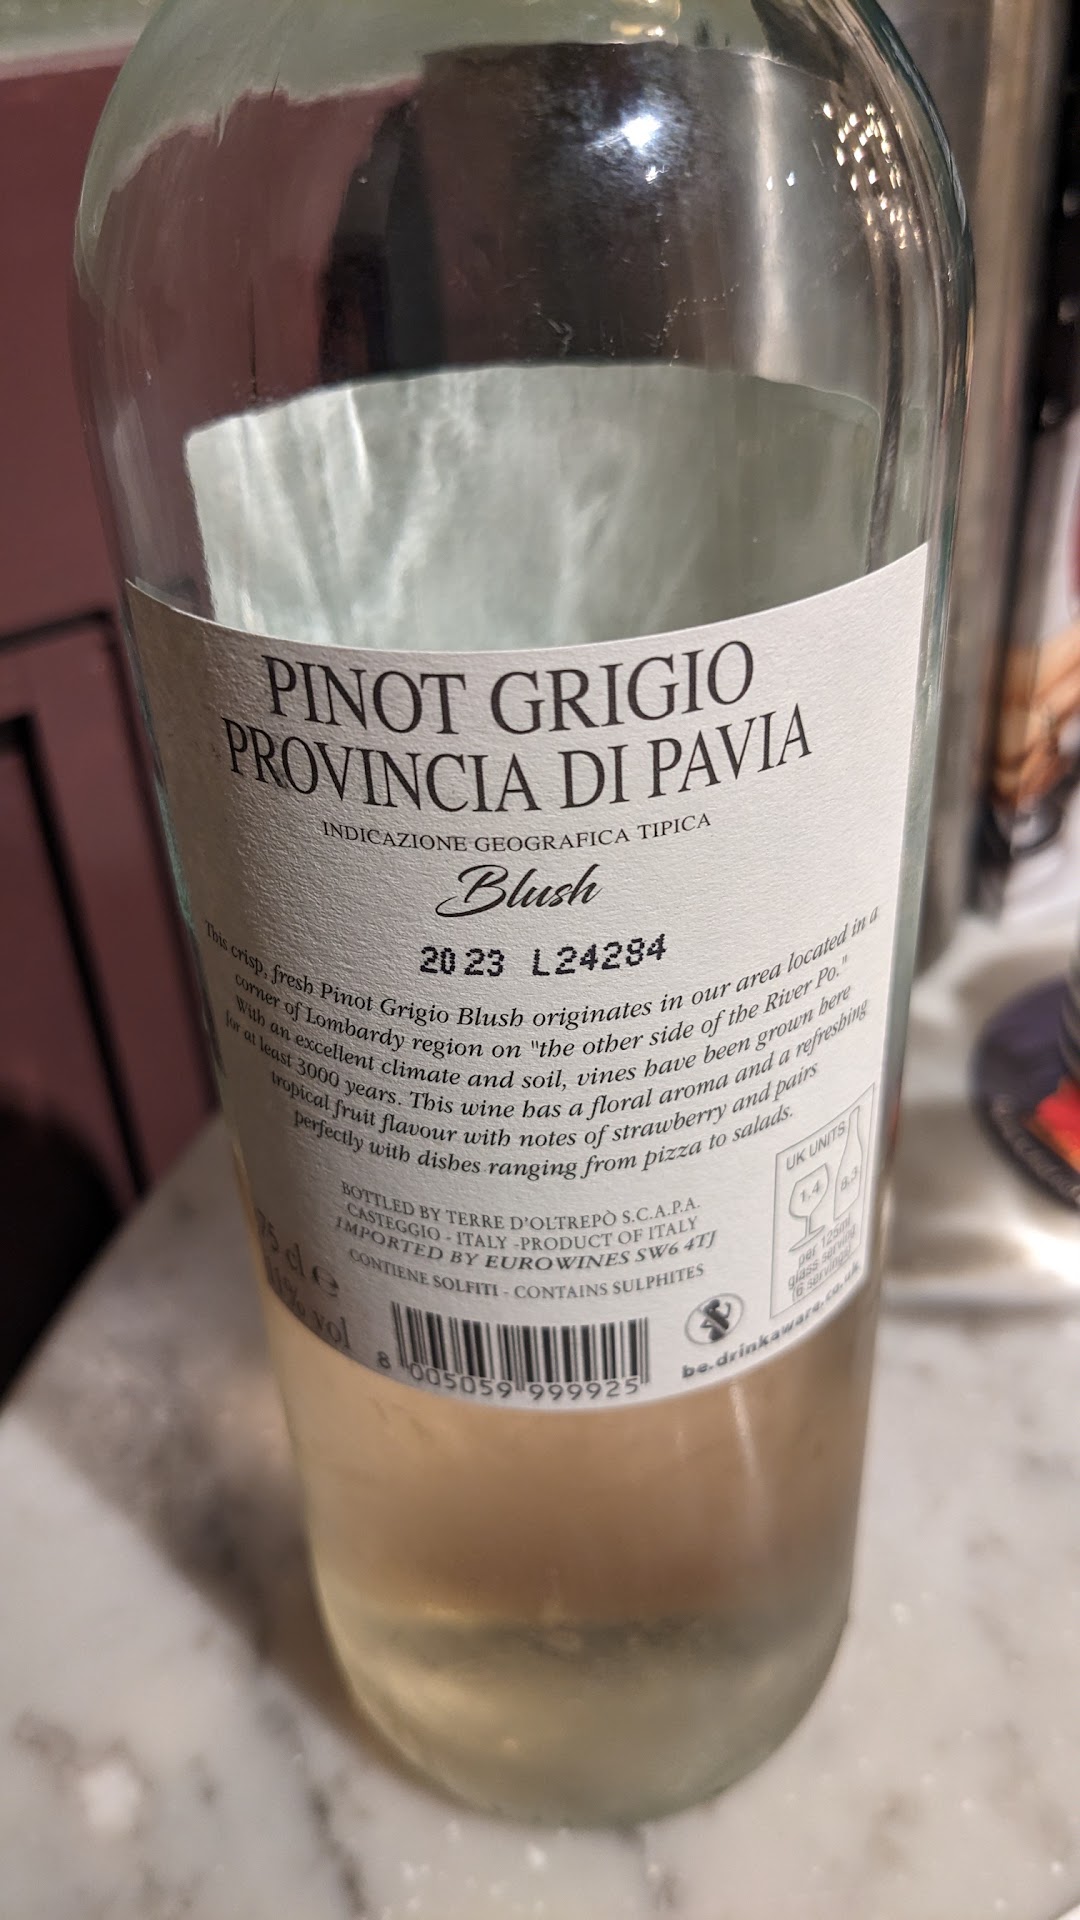 PINOT GRIGIO
PROVINCIA DI PAVIA
INDICAZIONE GEOGRAFICA TIPICA
Blush
2023 L24284
This crisp, fresh Pinot Grigio Blush originates in our area located in a
corner of Lombardy region on "the other side of the River Po."
With an excellent climate and soil, vines have been grown here
for at least 3000 years. This wine has a floral aroma and a refreshing
tropical fruit flavour with notes of strawberry and pairs
perfectly with dishes ranging from pizza to salads.
BOTTLED BY TERRE D'OLTREPÒ S.C.A.P.A.
CASTEGGIO - ITALY -PRODUCT OF ITALY
IMPORTED BY EUROWINES SW6 4TJ
CONTIENE SOLFITI - CONTAINS SULPHITES
75 cl e
11% vol
8 005059 999925
UK UNITS
1.4 8.3
per 125ml
glass serving
(6 servings)
be.drinkaware.co.uk